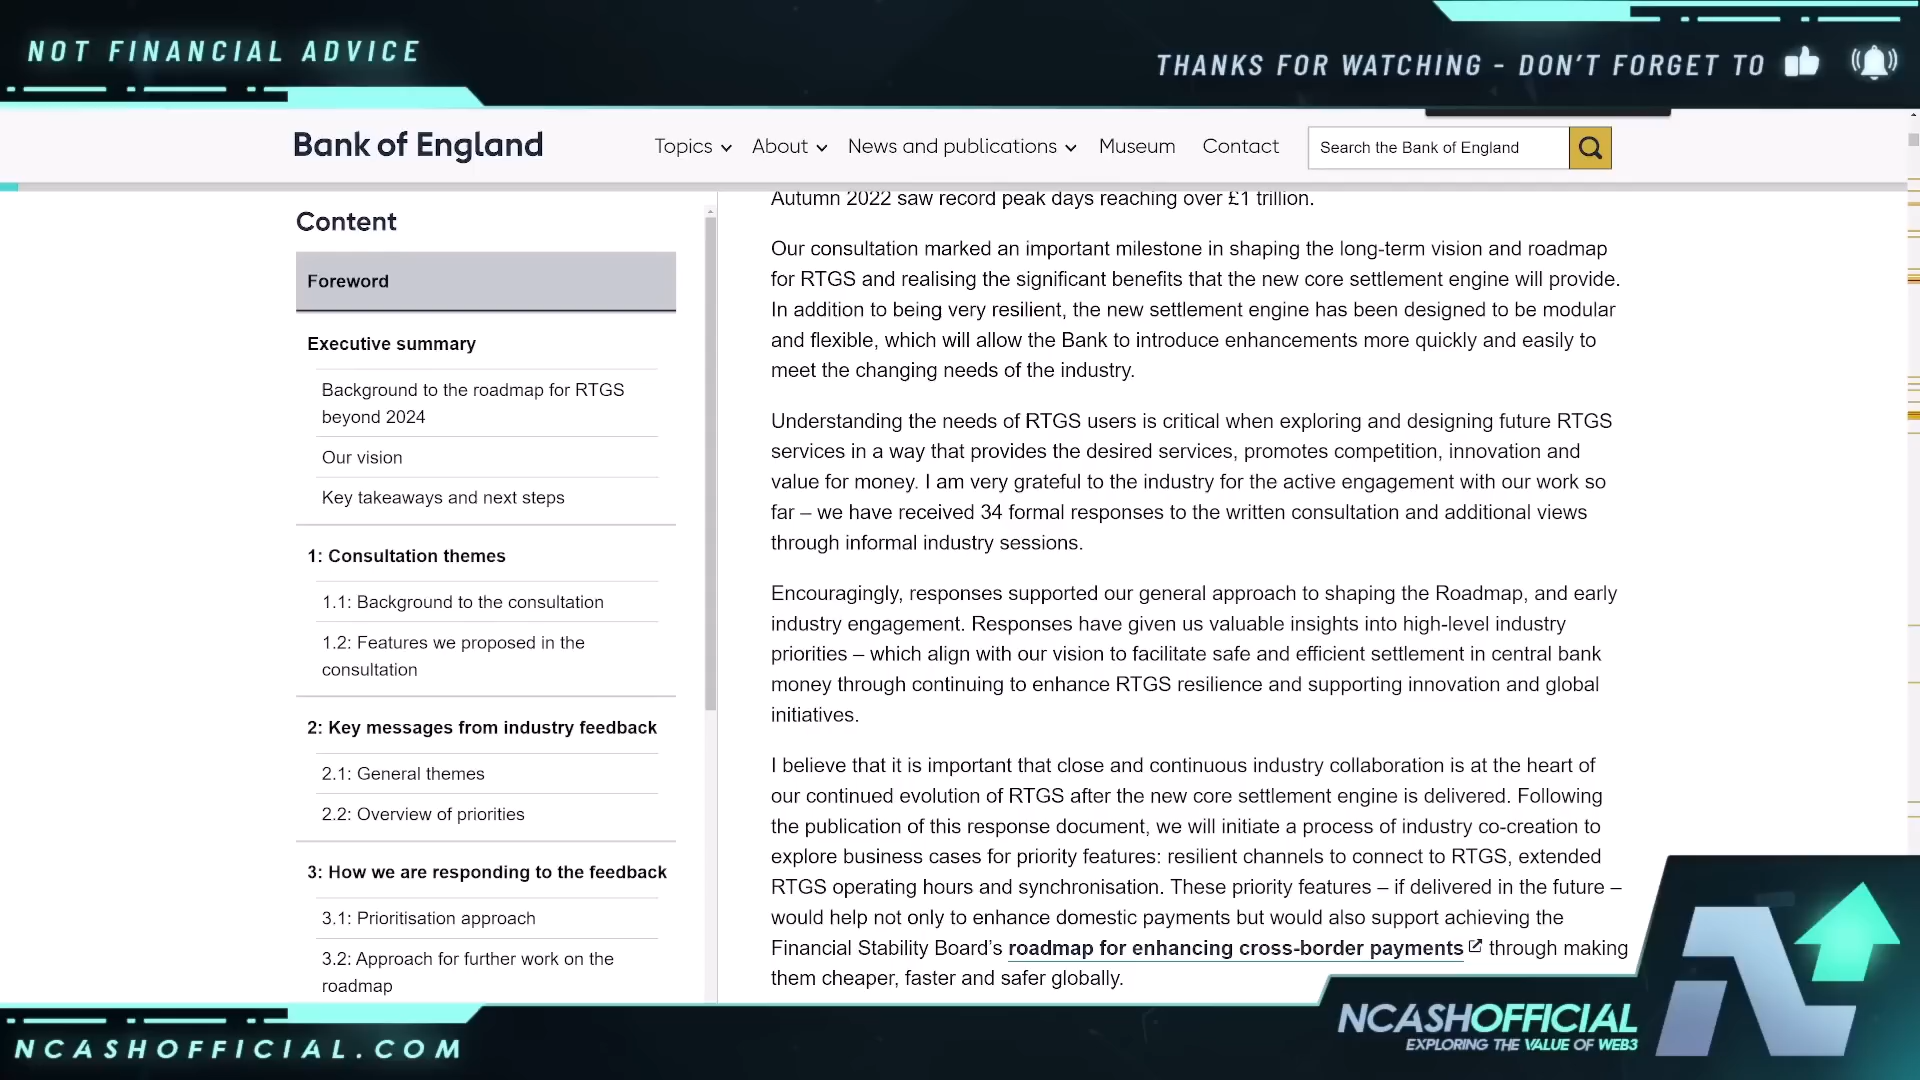 NOT FINANCIAL ADVICE
THANKS FOR WATCHING - DON'T FORGET TO
Bank of England
Topics
About
News and publications
Museum
Contact
Search the Bank of England
Content
Foreword
Executive summary
Background to the roadmap for RTGS
beyond 2024
Our vision
Key takeaways and next steps
1: Consultation themes
1.1: Background to the consultation
1.2: Features we proposed in the
consultation
2: Key messages from industry feedback
2.1: General themes
2.2: Overview of priorities
3: How we are responding to the feedback
3.1: Prioritisation approach
3.2: Approach for further work on the
roadmap
Autumn 2022 saw record peak days reaching over £1 trillion.
Our consultation marked an important milestone in shaping the long-term vision and roadmap
for RTGS and realising the significant benefits that the new core settlement engine will provide.
In addition to being very resilient, the new settlement engine has been designed to be modular
and flexible, which will allow the Bank to introduce enhancements more quickly and easily to
meet the changing needs of the industry.
Understanding the needs of RTGS users is critical when exploring and designing future RTGS
services in a way that provides the desired services, promotes competition, innovation and
value for money. I am very grateful to the industry for the active engagement with our work so
far – we have received 34 formal responses to the written consultation and additional views
through informal industry sessions.
Encouragingly, responses supported our general approach to shaping the Roadmap, and early
industry engagement. Responses have given us valuable insights into high-level industry
priorities – which align with our vision to facilitate safe and efficient settlement in central bank
money through continuing to enhance RTGS resilience and supporting innovation and global
initiatives.
I believe that it is important that close and continuous industry collaboration is at the heart of
our continued evolution of RTGS after the new core settlement engine is delivered. Following
the publication of this response document, we will initiate a process of industry co-creation to
explore business cases for priority features: resilient channels to connect to RTGS, extended
RTGS operating hours and synchronisation. These priority features – if delivered in the future –
would help not only to enhance domestic payments but would also support achieving the
Financial Stability Board's roadmap for enhancing cross-border payments through making
them cheaper, faster and safer globally.
NCASHOFFICIAL
EXPLORING THE VALUE OF WEB3
NCASHOFFICIAL.COM